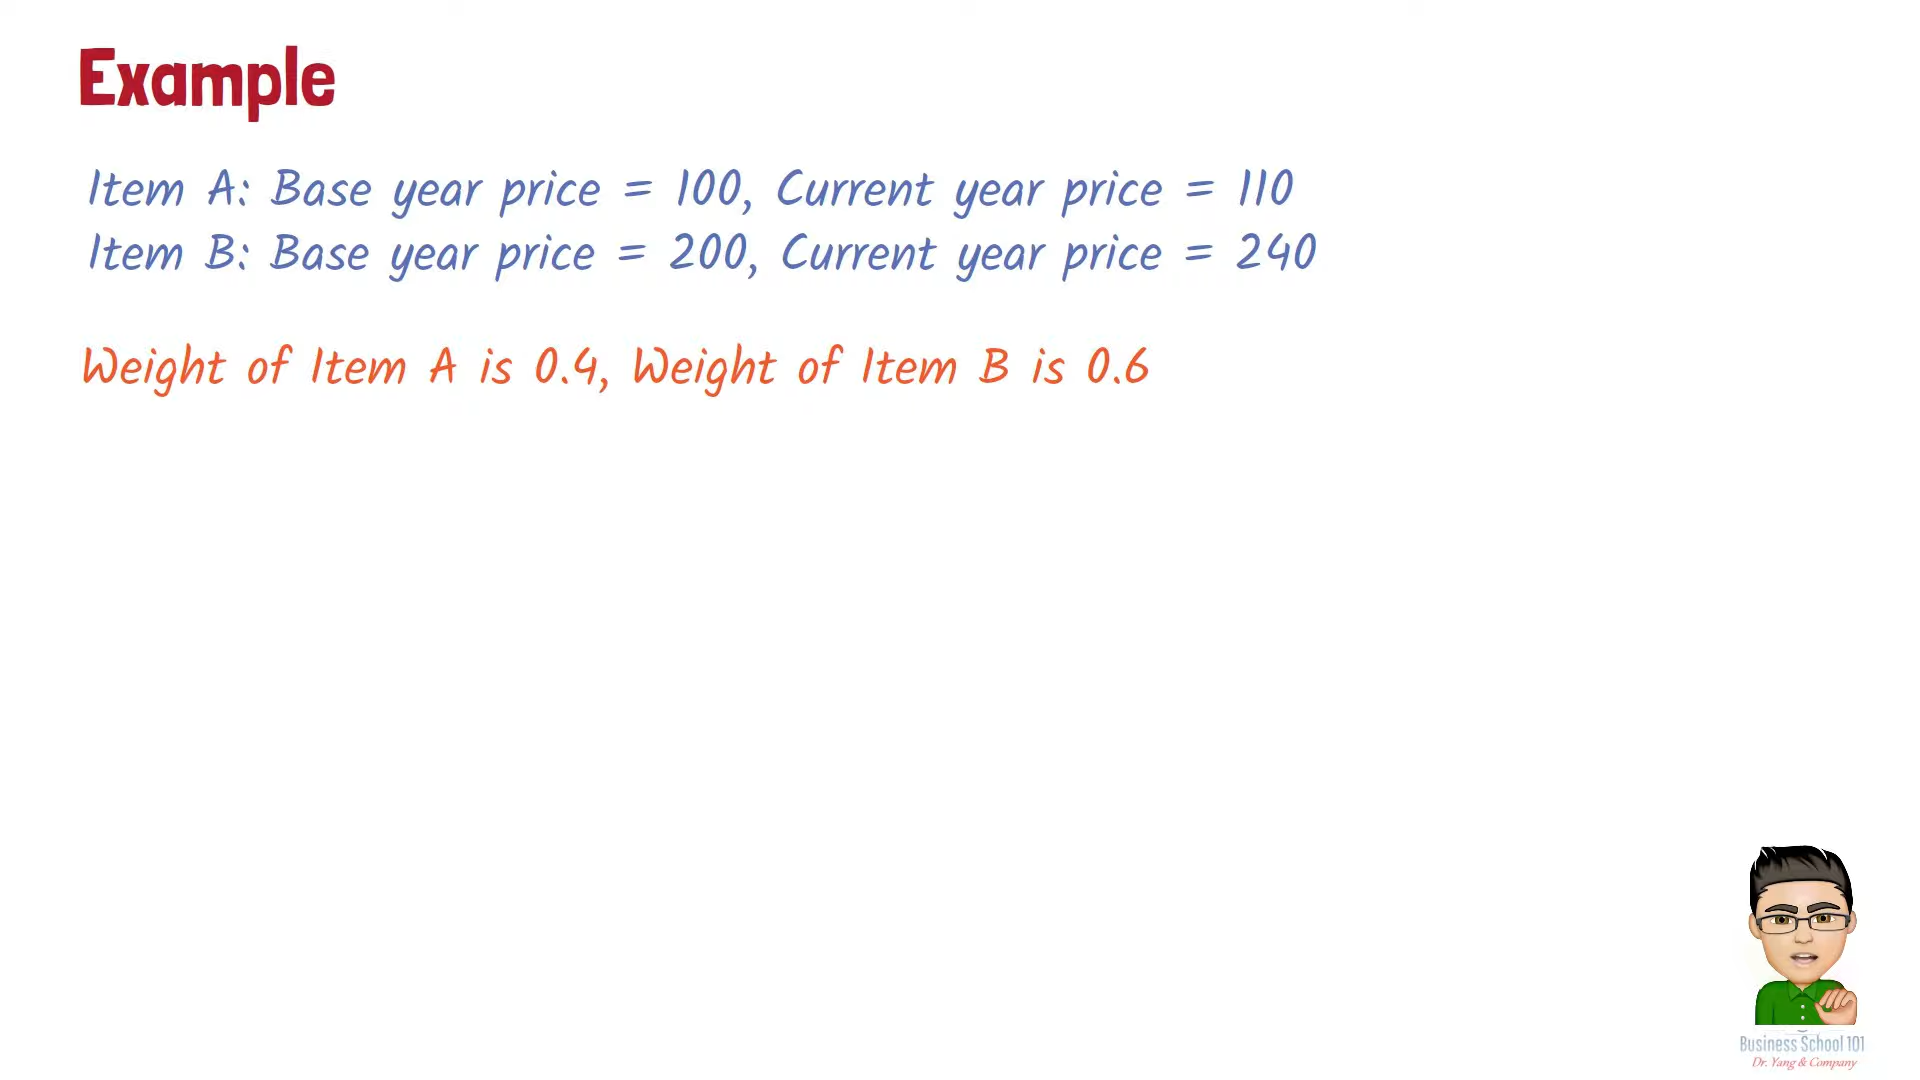 Example
Item A: Base year price = 100, Current year price = 110
Item B: Base year price = 200, Current year price = 240
Weight of Item A is 0.4, Weight of Item B is 0.6
Business School 101
Dr. Yang & Company